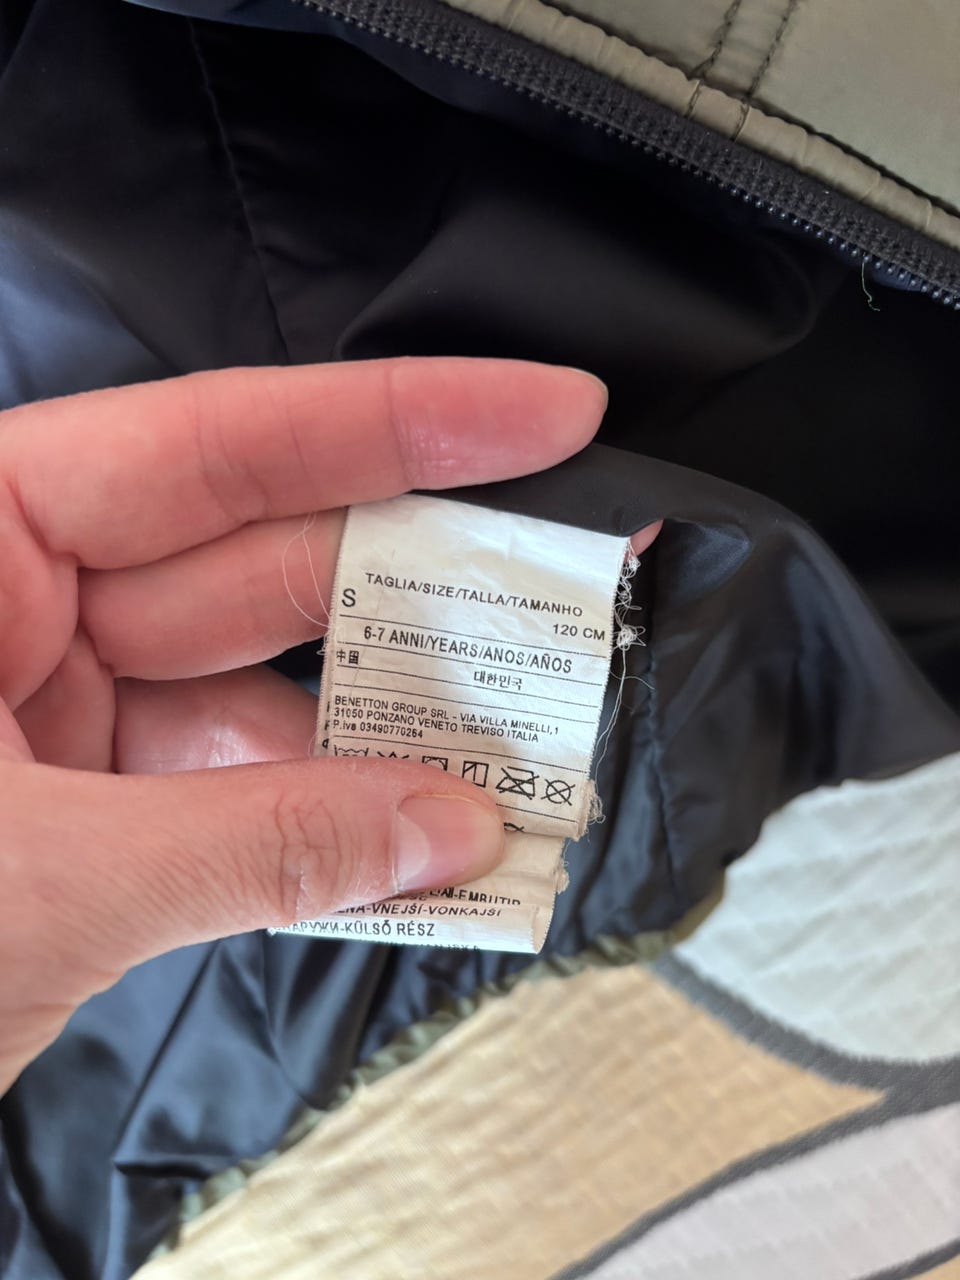 TAGLIA/SIZE/TALLA/TAMANHO
S
120 CM
6-7 ANNI/YEARS/ANOS/AÑOS
中国
대한민국
BENETTON GROUP SRL - VIA VILLA MINELLI,1
31050 PONZANO VENETO TREVISO ITALIA
P.iva 03490770264
-VNEJŠÍ-VONKAJŠÍ
-KÜLSŐ RÉSZ